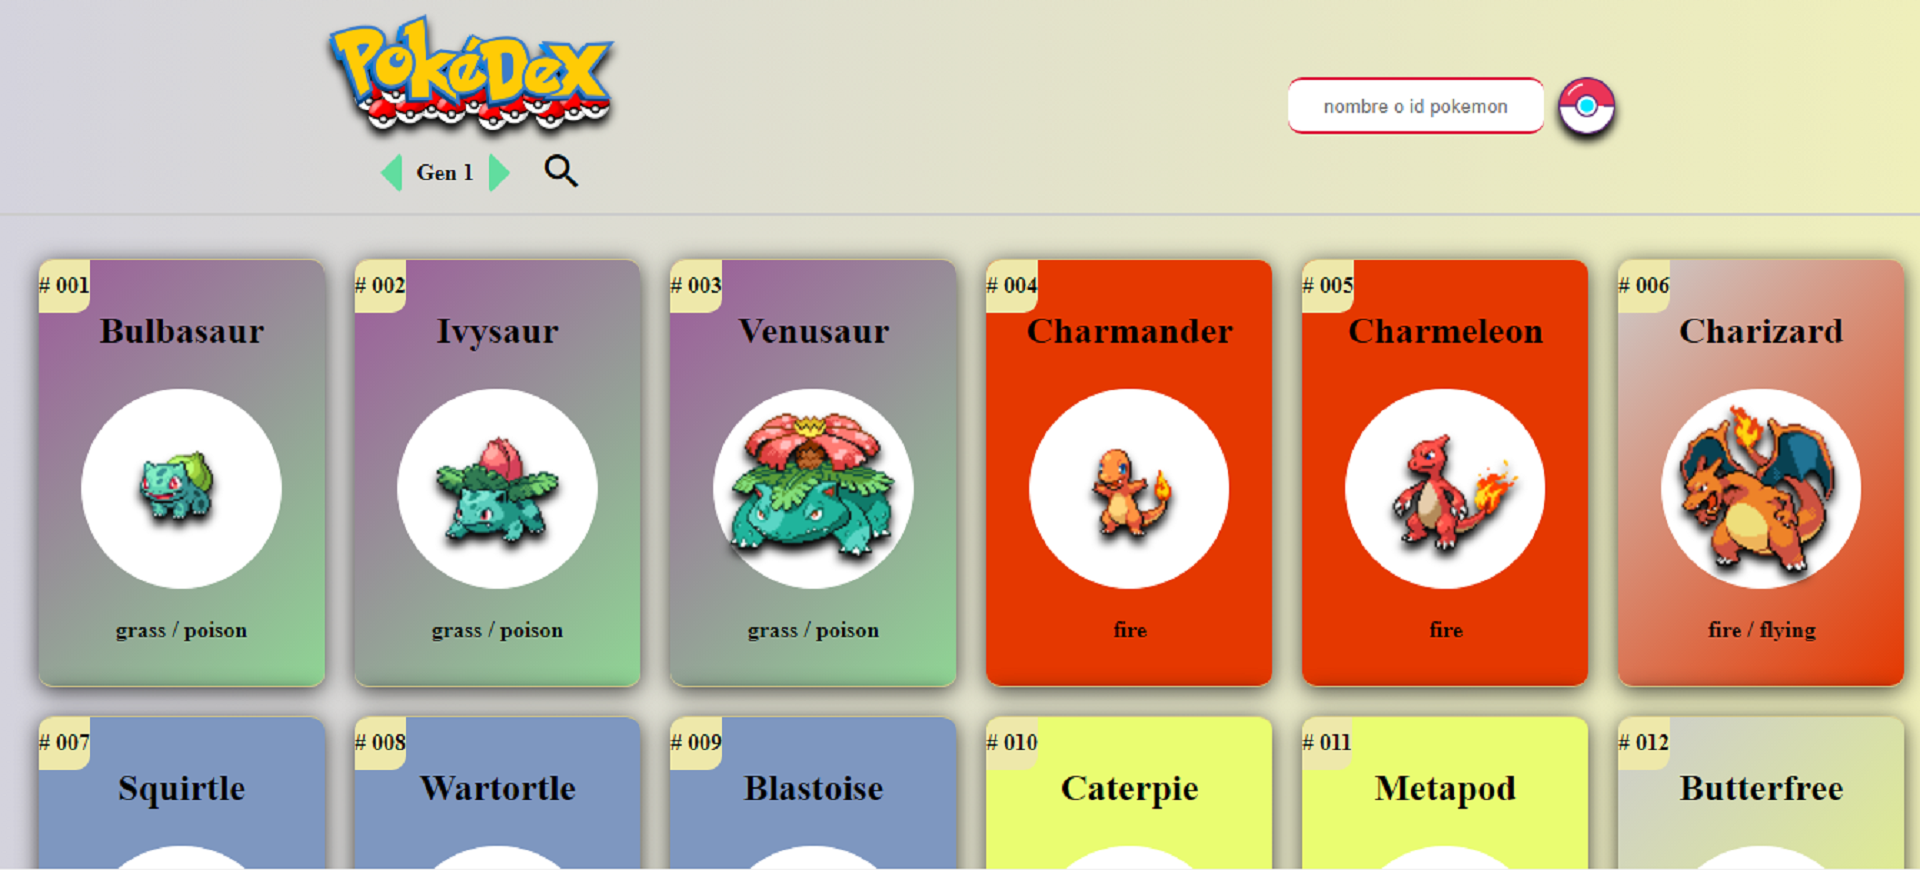 PokéDex
nombre o id pokemon
Gen 1
# 001
Bulbasaur
grass / poison
# 002
Ivysaur
grass / poison
# 003
Venusaur
grass / poison
# 004
Charmander
fire
# 005
Charmeleon
fire
# 006
Charizard
fire / flying
# 007
Squirtle
# 008
Wartortle
# 009
Blastoise
# 010
Caterpie
# 011
Metapod
# 012
Butterfree